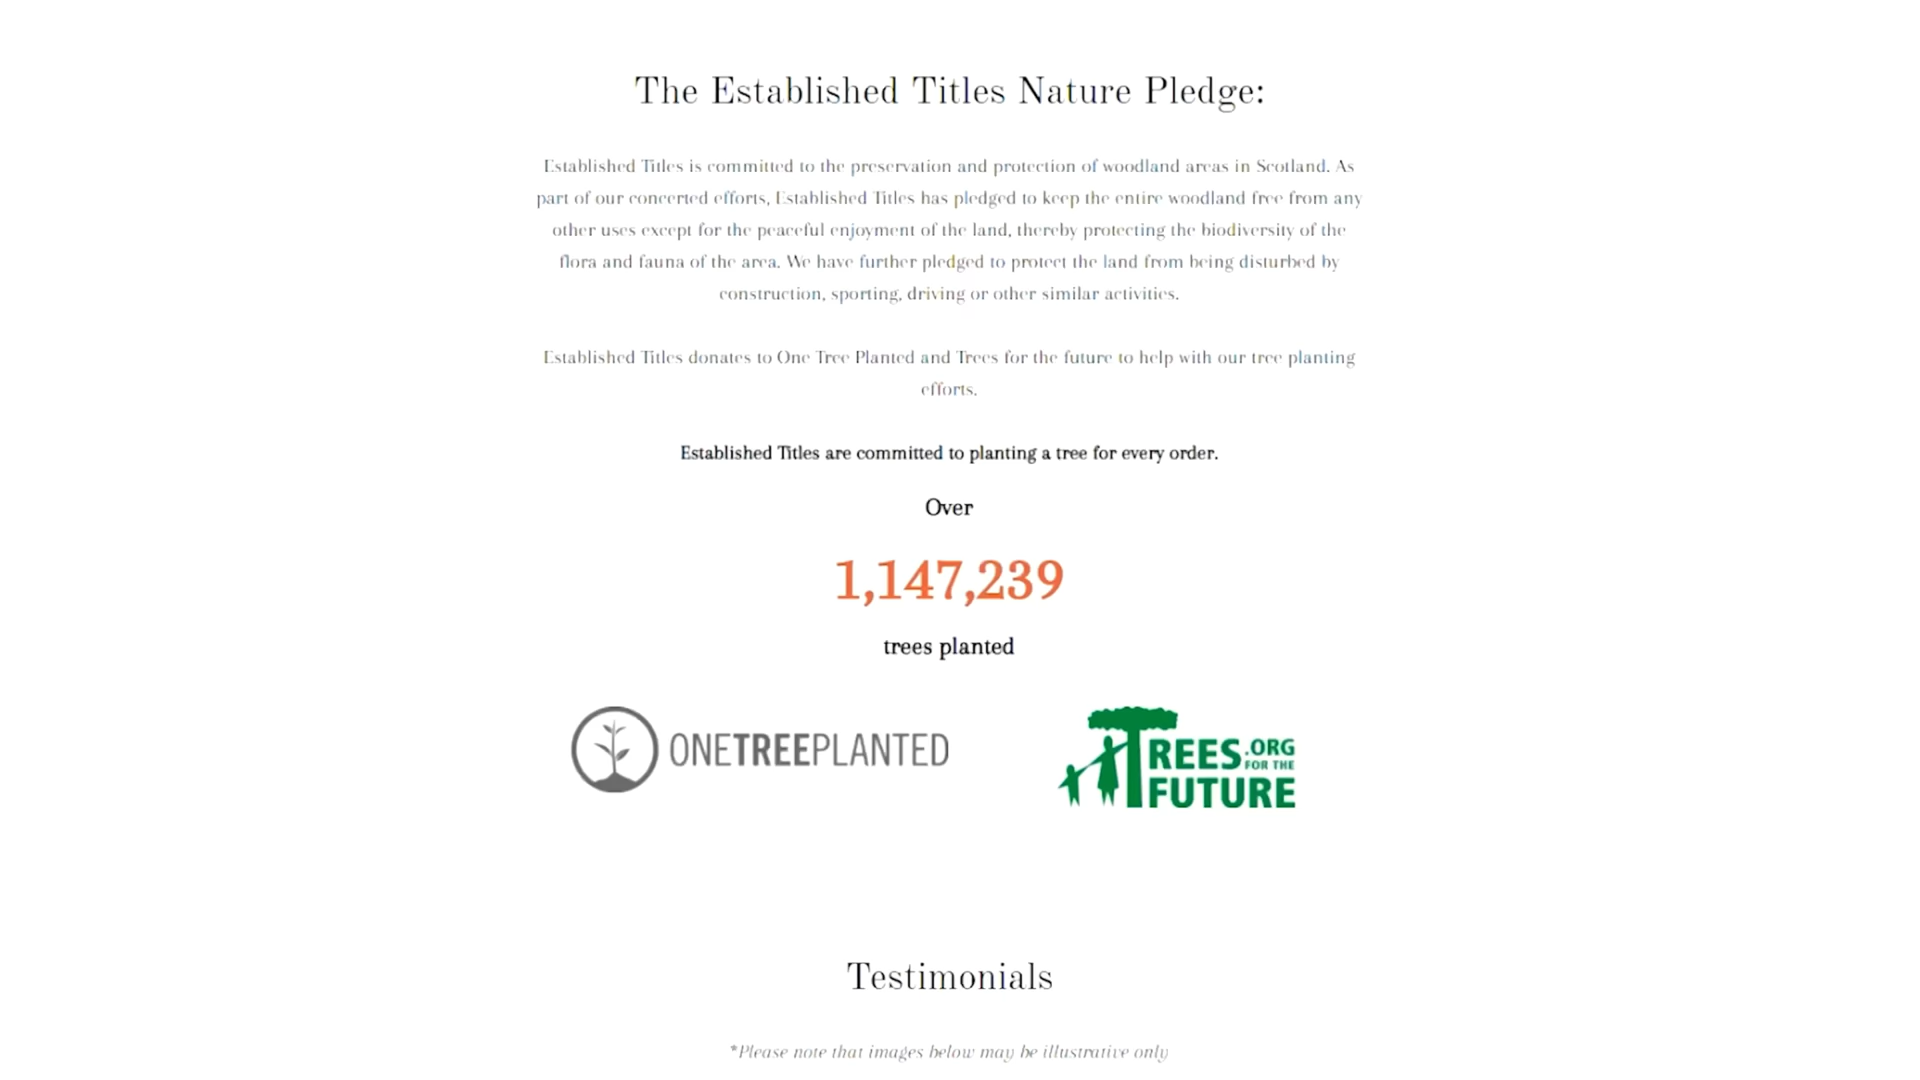 The Established Titles Nature Pledge:
Established Titles is committed to the preservation and protection of woodland areas in Scotland. As
part of our concerted efforts, Established Titles has pledged to keep the entire woodland free from any
other uses except for the peaceful enjoyment of the land, thereby protecting the biodiversity of the
flora and fauna of the area. We have further pledged to protect the land from being disturbed by
construction, sporting, driving or other similar activities.
Established Titles donates to One Tree Planted and Trees for the future to help with our tree planting
efforts.
Established Titles are committed to planting a tree for every order.
Over
1,147,239
trees planted
ONETREEPLANTED
TREES.ORG
FOR THE
FUTURE
Testimonials
*Please note that images below may be illustrative only